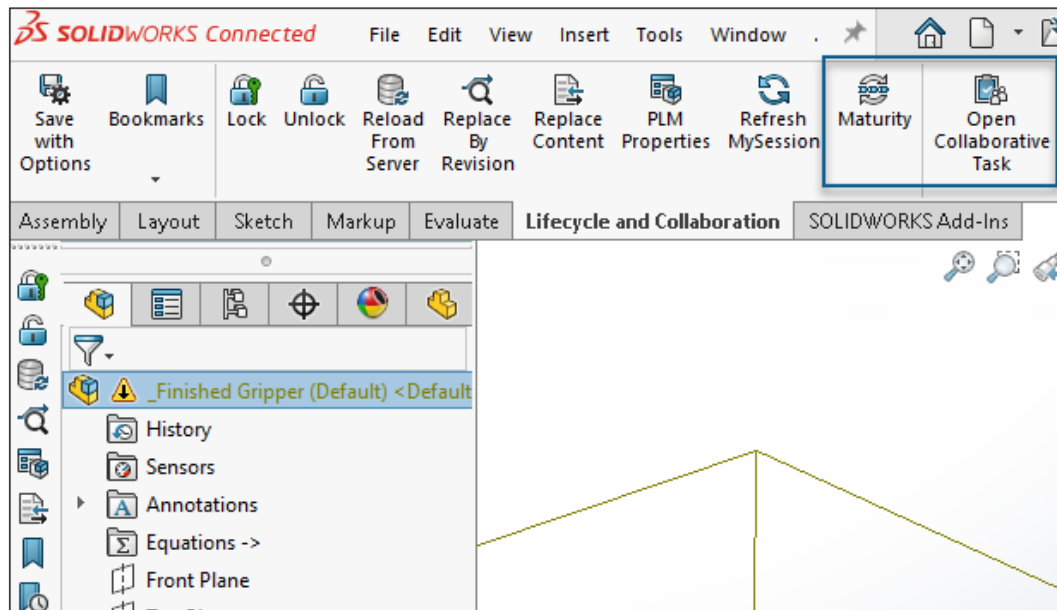 SOLIDWORKS Connected File Edit View Insert Tools Window .
Save with Options
Bookmarks
Lock
Unlock
Reload From Server
Replace By Revision
Replace Content
PLM Properties
Refresh MySession
Maturity
Open Collaborative Task
Assembly Layout Sketch Markup Evaluate Lifecycle and Collaboration SOLIDWORKS Add-Ins
_Finished Gripper (Default) <Default
History
Sensors
Annotations
Equations ->
Front Plane